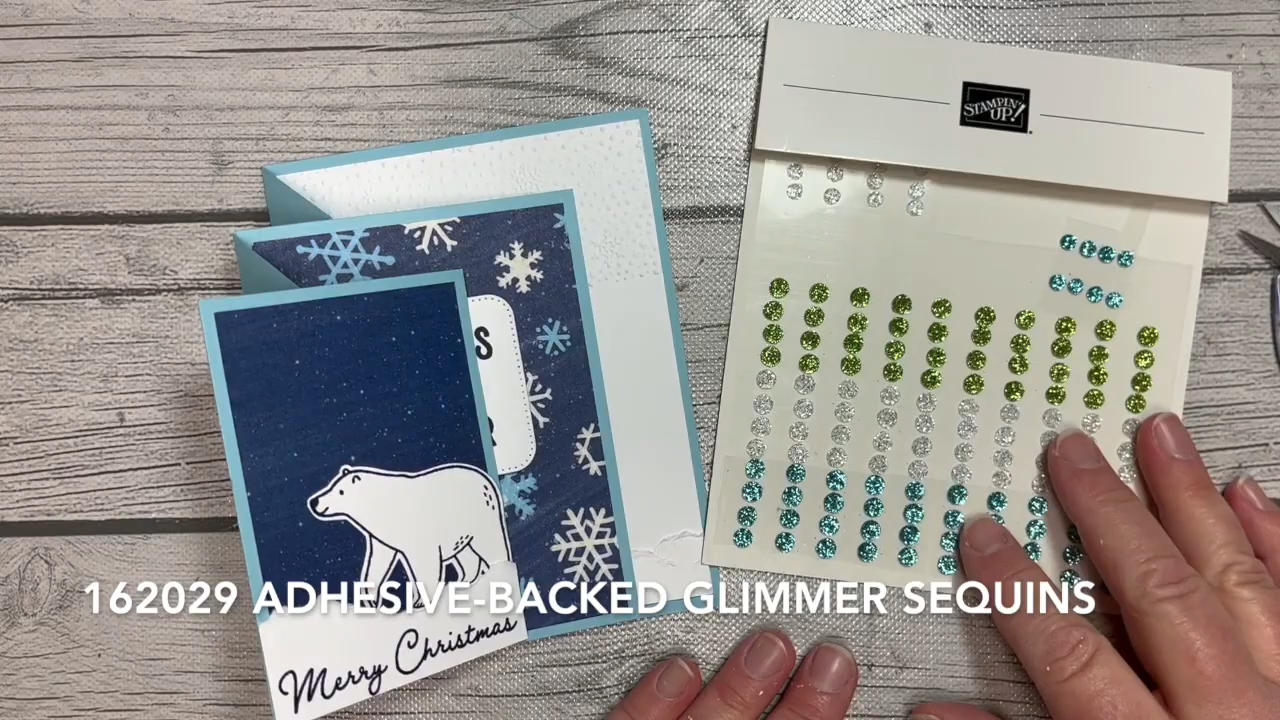 STAMPIN' UP!
S
R
Merry Christmas
162029 ADHESIVE-BACKED GLIMMER SEQUINS